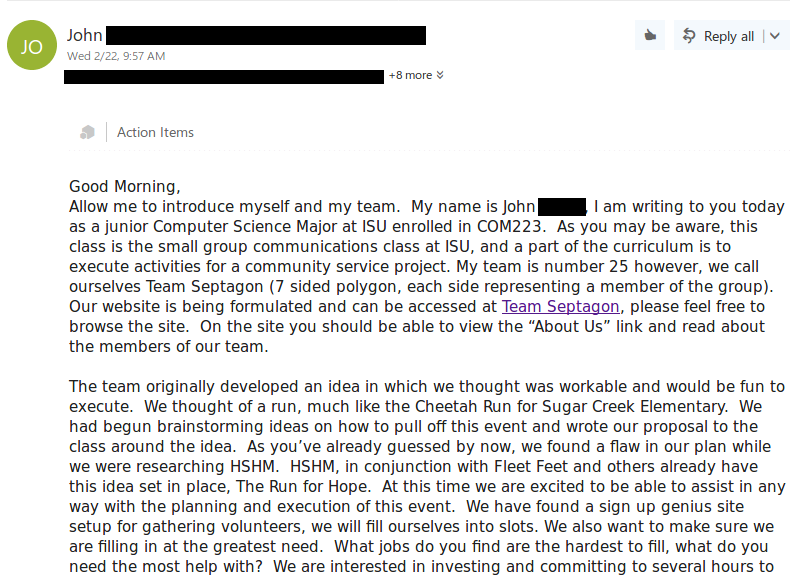 JO
John
Reply all
Wed 2/22, 9:57 AM
+8 more
Action Items
Good Morning,
Allow me to introduce myself and my team.  My name is John , I am writing to you today
as a junior Computer Science Major at ISU enrolled in COM223.  As you may be aware, this
class is the small group communications class at ISU, and a part of the curriculum is to
execute activities for a community service project. My team is number 25 however, we call
ourselves Team Septagon (7 sided polygon, each side representing a member of the group).
Our website is being formulated and can be accessed at Team Septagon, please feel free to
browse the site.  On the site you should be able to view the “About Us” link and read about
the members of our team.
The team originally developed an idea in which we thought was workable and would be fun to
execute.  We thought of a run, much like the Cheetah Run for Sugar Creek Elementary.  We
had begun brainstorming ideas on how to pull off this event and wrote our proposal to the
class around the idea.  As you’ve already guessed by now, we found a flaw in our plan while
we were researching HSHM.  HSHM, in conjunction with Fleet Feet and others already have
this idea set in place, The Run for Hope.  At this time we are excited to be able to assist in any
way with the planning and execution of this event.  We have found a sign up genius site
setup for gathering volunteers, we will fill ourselves into slots. We also want to make sure we
are filling in at the greatest need.  What jobs do you find are the hardest to fill, what do you
need the most help with?  We are interested in investing and committing to several hours to